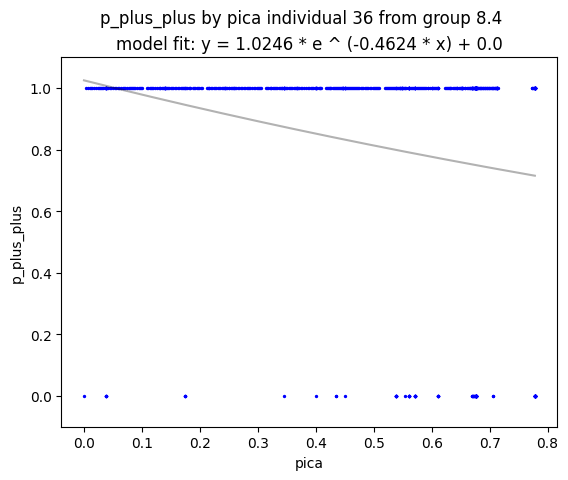 p_plus_plus by pica individual 36 from group 8.4
model fit: y = 1.0246 * e ^ (-0.4624 * x) + 0.0
1.0
0.8
0.6
0.4
0.2
0.0
p_plus_plus
0.0 0.1 0.2 0.3 0.4 0.5 0.6 0.7 0.8
pica